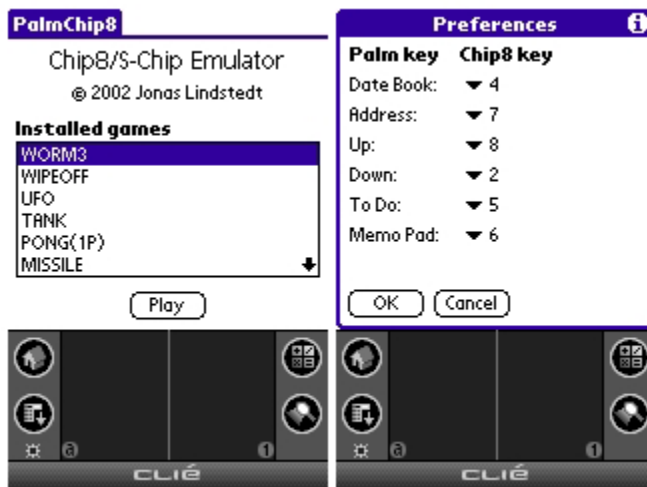 PalmChip8
Chip8/S-Chip Emulator
© 2002 Jonas Lindstedt
Installed games
WORM3
WIPEOFF
UFO
TANK
PONG(1P)
MISSILE
Play
a
1
CLIÉ
Preferences
i
Palm key Chip8 key
Date Book: 4
Address: 7
Up: 8
Down: 2
To Do: 5
Memo Pad: 6
OK Cancel
a
1
CLIÉ